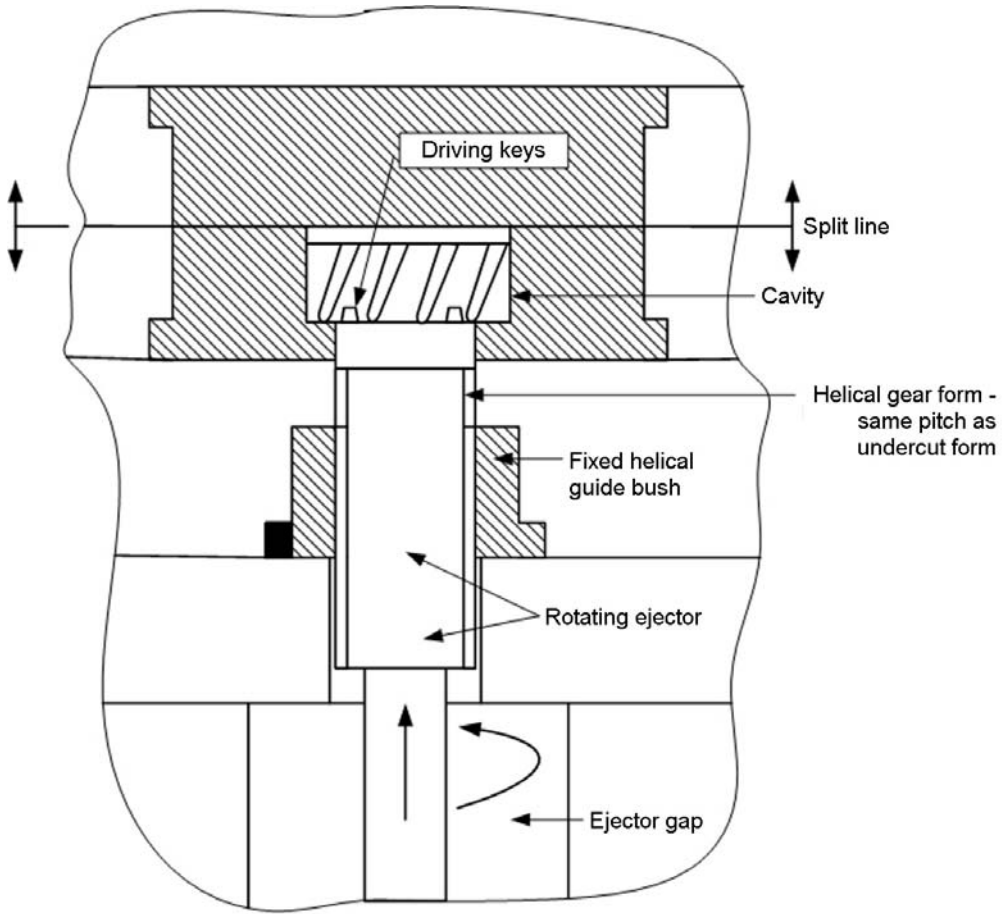 Driving keys
Split line
Cavity
Helical gear form -
same pitch as
undercut form
Fixed helical
guide bush
Rotating ejector
Ejector gap